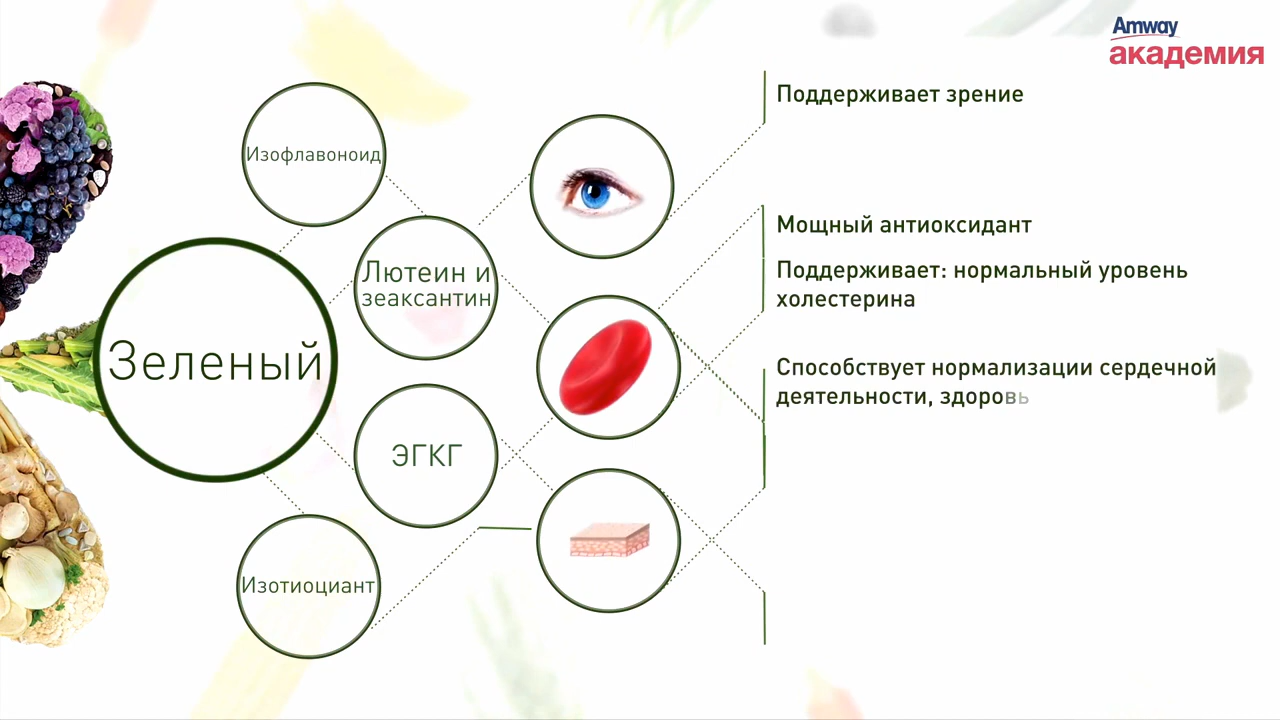 Amway
академия
Изофлавоноид
Лютеин и
зеаксантин
Зеленый
ЭГКГ
Изотиоциант
Поддерживает зрение
Мощный антиоксидант
Поддерживает: нормальный уровень
холестерина
Способствует нормализации сердечной
деятельности, здоровь